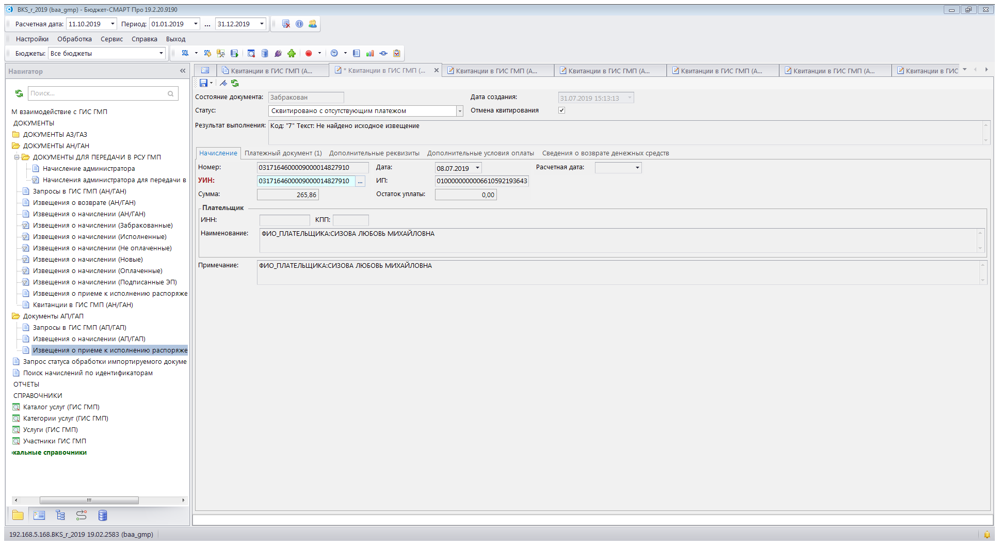 BKS_r_2019 (baa_gmp) - Бюджет-СМАРТ Про 19.2.20.9190
Расчетная дата: 11.10.2019 Период: 01.01.2019 ... 31.12.2019
Настройки Обработка Сервис Справка Выход
Бюджеты: Все бюджеты
Навигатор
Поиск...
М взаимодействие с ГИС ГМП
ДОКУМЕНТЫ
ДОКУМЕНТЫ АЗ/ГАЗ
ДОКУМЕНТЫ АН/ГАН
ДОКУМЕНТЫ ДЛЯ ПЕРЕДАЧИ В РСУ ГМП
Начисление администратора
Начисления администратора для передачи в
Запросы в ГИС ГМП (АН/ГАН)
Извещения о возврате (АН/ГАН)
Извещения о начислении (АН/ГАН)
Извещения о начислении (Забракованные)
Извещения о начислении (Исполненные)
Извещения о начислении (Не оплаченные)
Извещения о начислении (Новые)
Извещения о начислении (Оплаченные)
Извещения о начислении (Подписанные ЭП)
Извещения о приеме к исполнению распоряже
Квитанции в ГИС ГМП (АН/ГАН)
Документы АП/ГАП
Запросы в ГИС ГМП (АП/ГАП)
Извещения о начислении (АП/ГАП)
Извещения о приеме к исполнению распоряже
Запрос статуса обработки импортируемого докуме
Поиск начислений по идентификаторам
ОТЧЕТЫ
СПРАВОЧНИКИ
Каталог услуг (ГИС ГМП)
Категории услуг (ГИС ГМП)
Услуги (ГИС ГМП)
Участники ГИС ГМП
окальные справочники
Квитанции в ГИС ГМП (А... * Квитанции в ГИС ГМП (... Квитанции в ГИС ГМП (А... Квитанции в ГИС ГМП (А... Квитанции в ГИС ГМП (А... Квитанции в ГИС ГМП (А... Квитанции в ГИС
Состояние документа: Забракован Дата создания: 31.07.2019 15:13:13
Статус: Сквитировано с отсутствующим платежом Отмена квитирования
Результат выполнения: Код: "7" Текст: Не найдено исходное извещение
Начисление Платежный документ (1) Дополнительные реквизиты Дополнительные условия оплаты Сведения о возврате денежных средств
Номер: 0317164600009000014827910 Дата: 08.07.2019 Расчетная дата:
УИН: 0317164600009000014827910 ... ИП: 0100000000006610592193643
Сумма: 265,86 Остаток уплаты: 0,00
Плательщик
ИНН: КПП:
Наименование: ФИО_ПЛАТЕЛЬЩИКА:СИЗОВА ЛЮБОВЬ МИХАЙЛОВНА
Примечание: ФИО_ПЛАТЕЛЬЩИКА:СИЗОВА ЛЮБОВЬ МИХАЙЛОВНА
192.168.5.168.BKS_r_2019 19.02.2583 (baa_gmp)